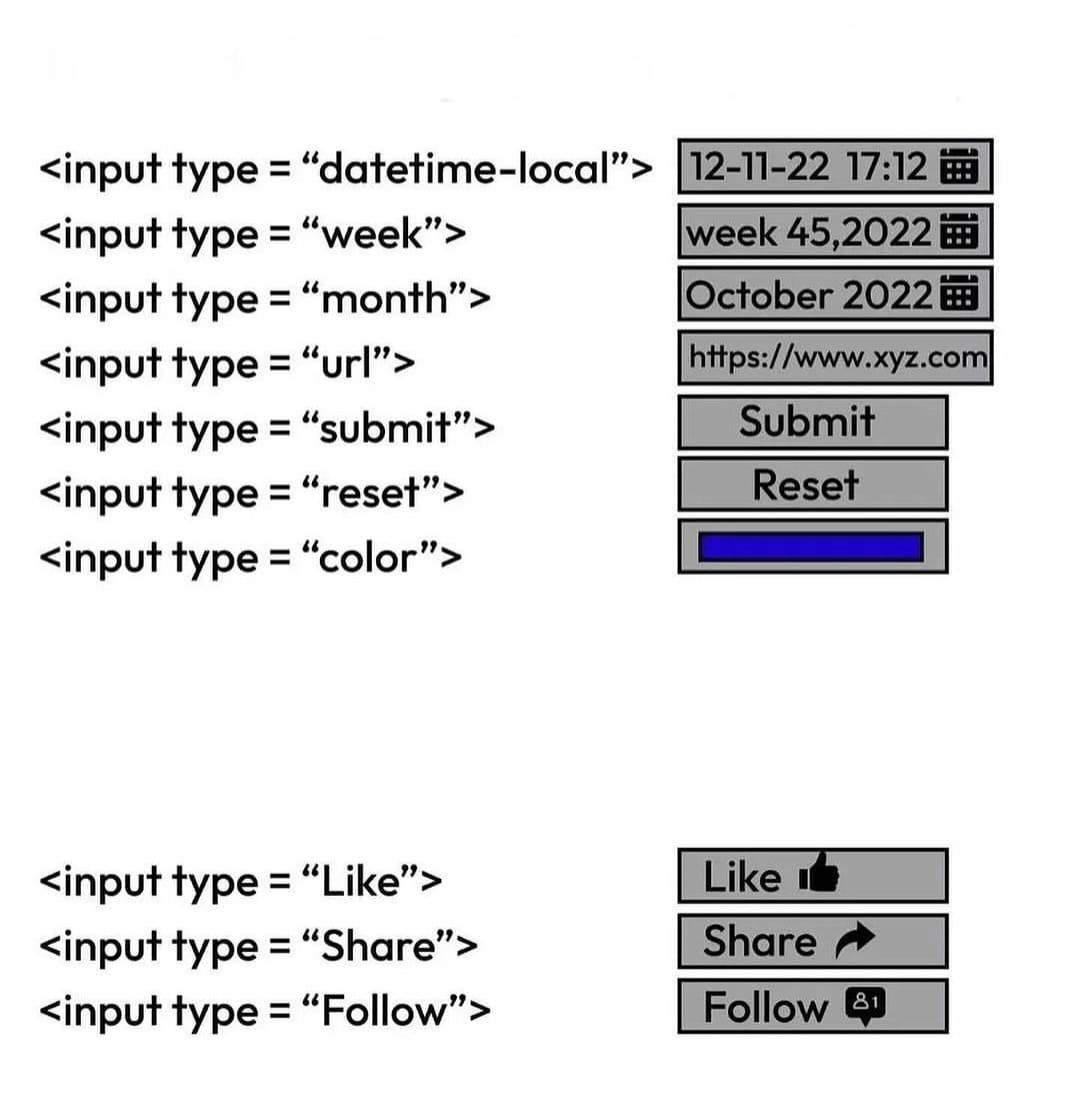 <input type = “datetime-local”> 12-11-22 17:12
<input type = “week”> week 45,2022
<input type = “month”> October 2022
<input type = “url”> https://www.xyz.com
<input type = “submit”> Submit
<input type = “reset”> Reset
<input type = “color”>
<input type = “Like”> Like
<input type = “Share”> Share
<input type = “Follow”> Follow 1